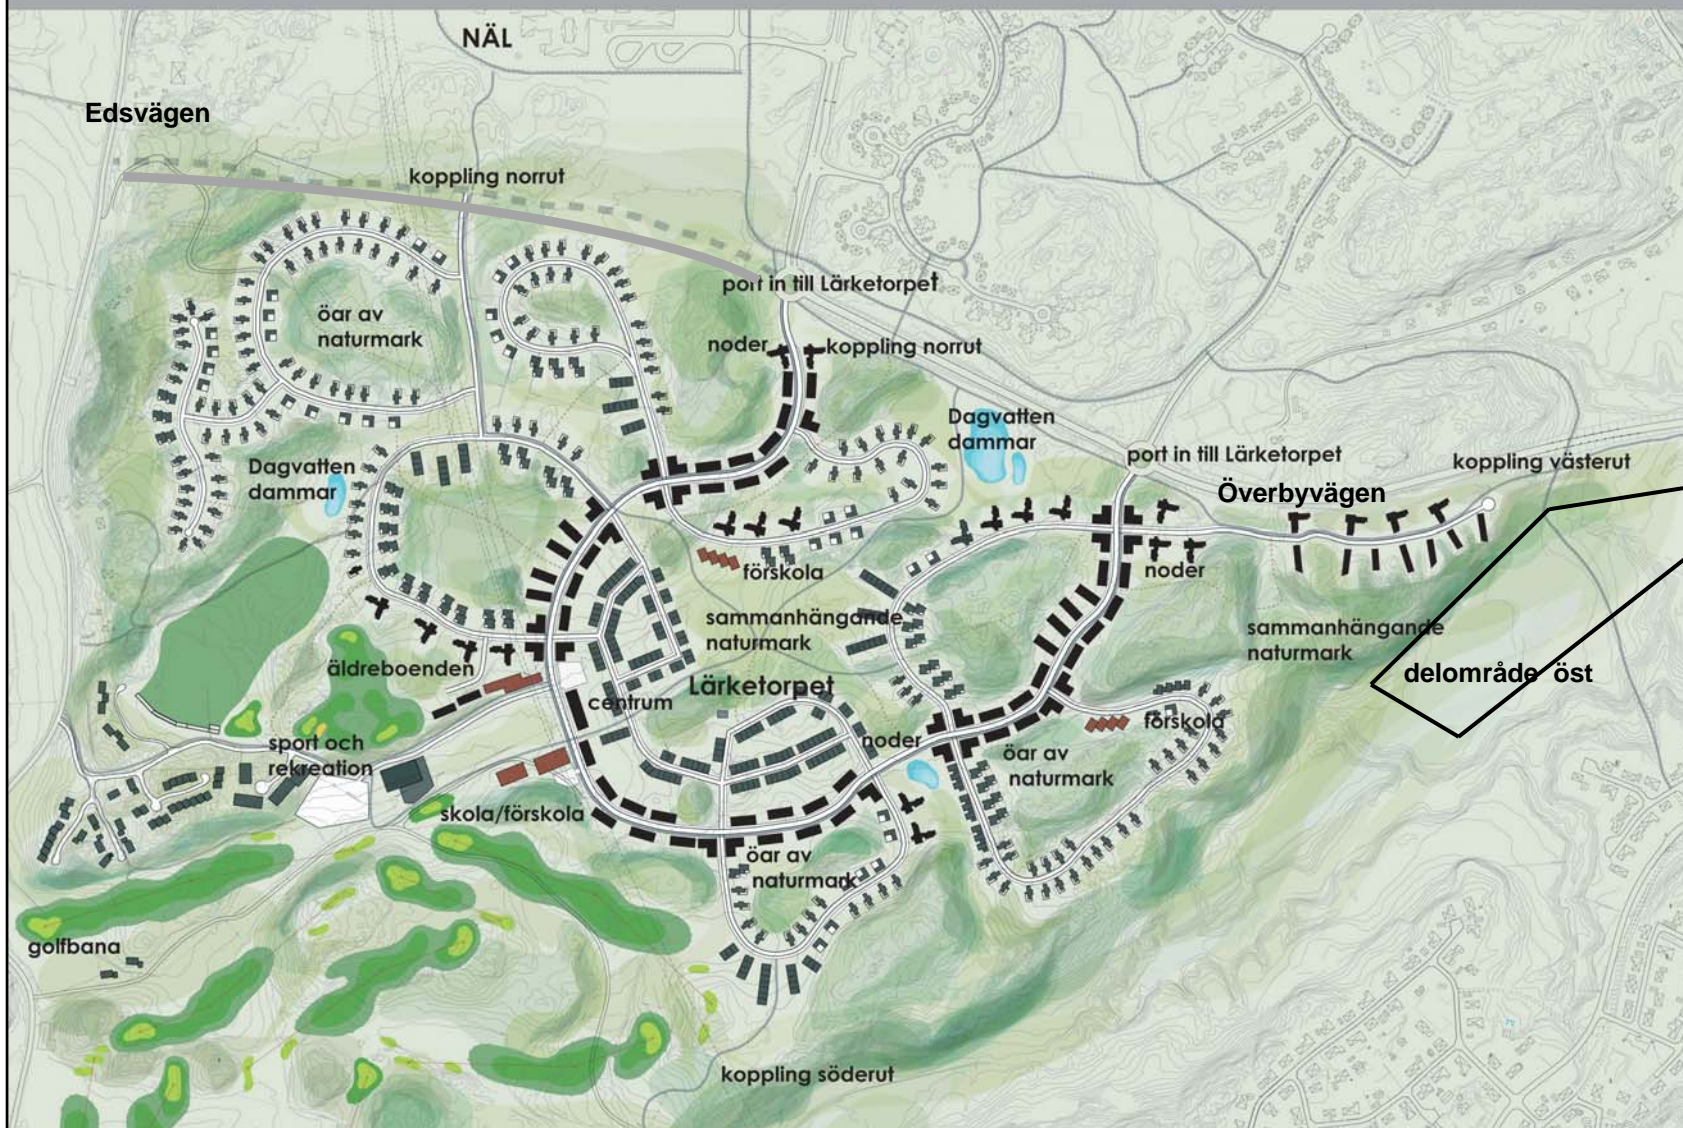 NÄL
Edsvägen
koppling norrut
port in till Lärketorpet
öar av
naturmark
noder
koppling norrut
Dagvatten
dammar
port in till Lärketorpet
koppling västerut
Dagvatten
dammar
Överbyvägen
förskola
noder
sammanhängande
naturmark
sammanhängande
naturmark
äldreboenden
delområde öst
Lärketorpet
centrum
förskola
noder
sport och
rekreation
öar av
naturmark
skola/förskola
öar av
naturmark
golfbana
koppling söderut